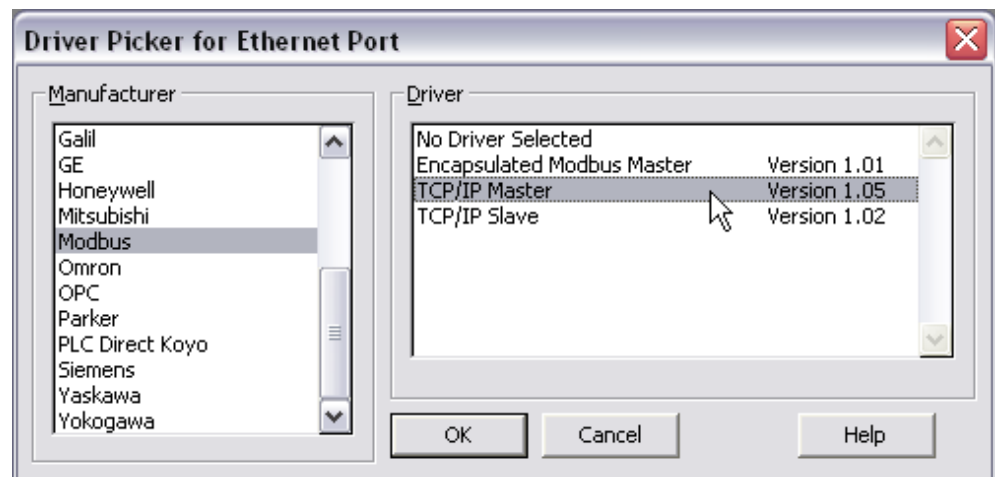 Driver Picker for Ethernet Port
Manufacturer
Galil
GE
Honeywell
Mitsubishi
Modbus
Omron
OPC
Parker
PLC Direct Koyo
Siemens
Yaskawa
Yokogawa
Driver
No Driver Selected
Encapsulated Modbus Master Version 1.01
TCP/IP Master Version 1.05
TCP/IP Slave Version 1.02
OK Cancel Help